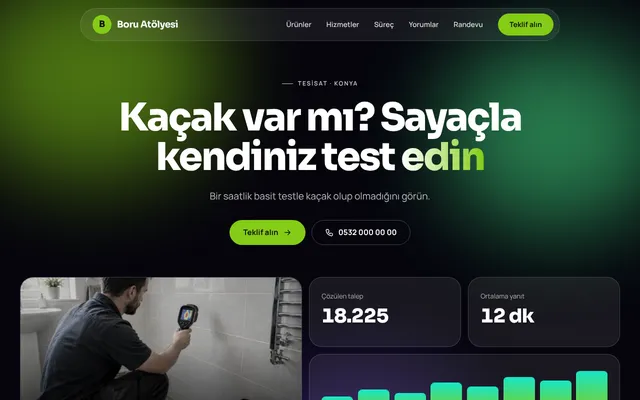 B Boru Atölyesi
Ürünler Hizmetler Süreç Yorumlar Randevu Teklif alın
TESİSAT · KONYA
Kaçak var mı? Sayaçla
kendiniz test edin
Bir saatlik basit testle kaçak olup olmadığını görün.
Teklif alın → 0532 000 00 00
Çözülen talep
18.225
Ortalama yanıt
12 dk